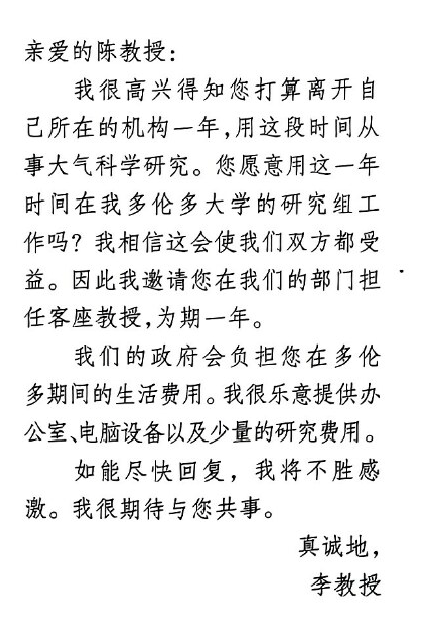 亲爱的陈教授：
我很高兴得知您打算离开自
己所在的机构一年，用这段时间从
事大气科学研究。您愿意用这一年
时间在我多伦多大学的研究组工
作吗？我相信这会使我们双方都受
益。因此我邀请您在我们的部门担
任客座教授，为期一年。
我们的政府会负担您在多伦
多期间的生活费用。我很乐意提供办
公室、电脑设备以及少量的研究费用。
如能尽快回复，我将不胜感
激。我很期待与您共事。
真诚地，
李教授